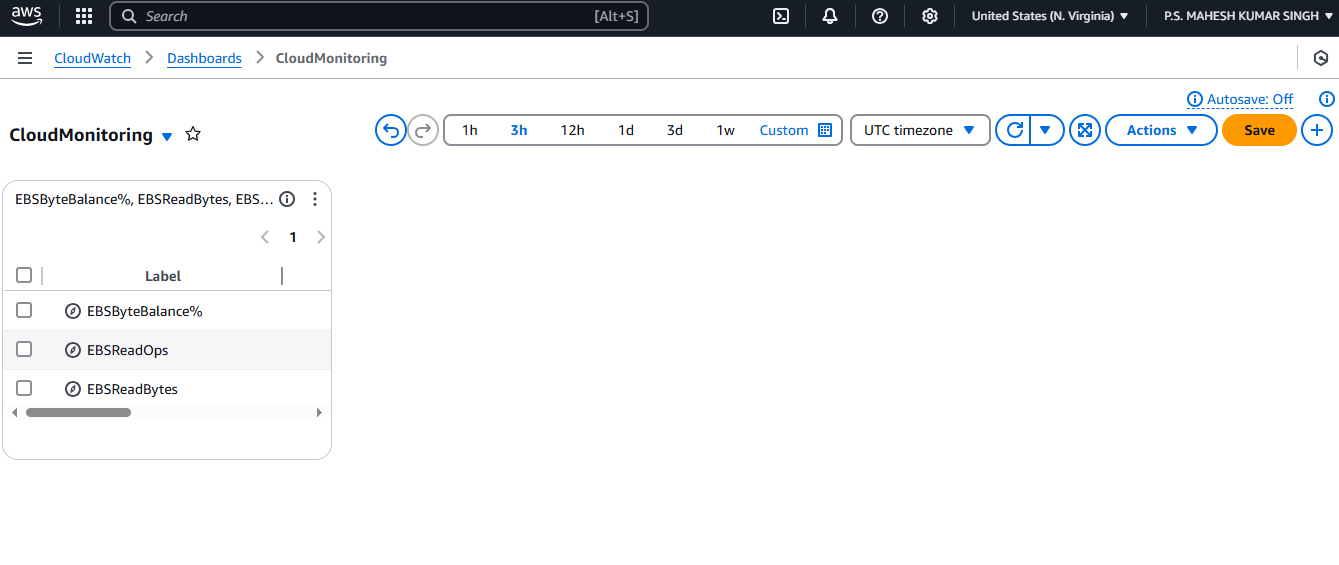 aws
Search [Alt+S]
United States (N. Virginia)
P.S. MAHESH KUMAR SINGH
CloudWatch
Dashboards
CloudMonitoring
Autosave: Off
CloudMonitoring
1h 3h 12h 1d 3d 1w Custom
UTC timezone
Actions
Save
EBSByteBalance%, EBSReadBytes, EBS...
1
Label
EBSByteBalance%
EBSReadOps
EBSReadBytes